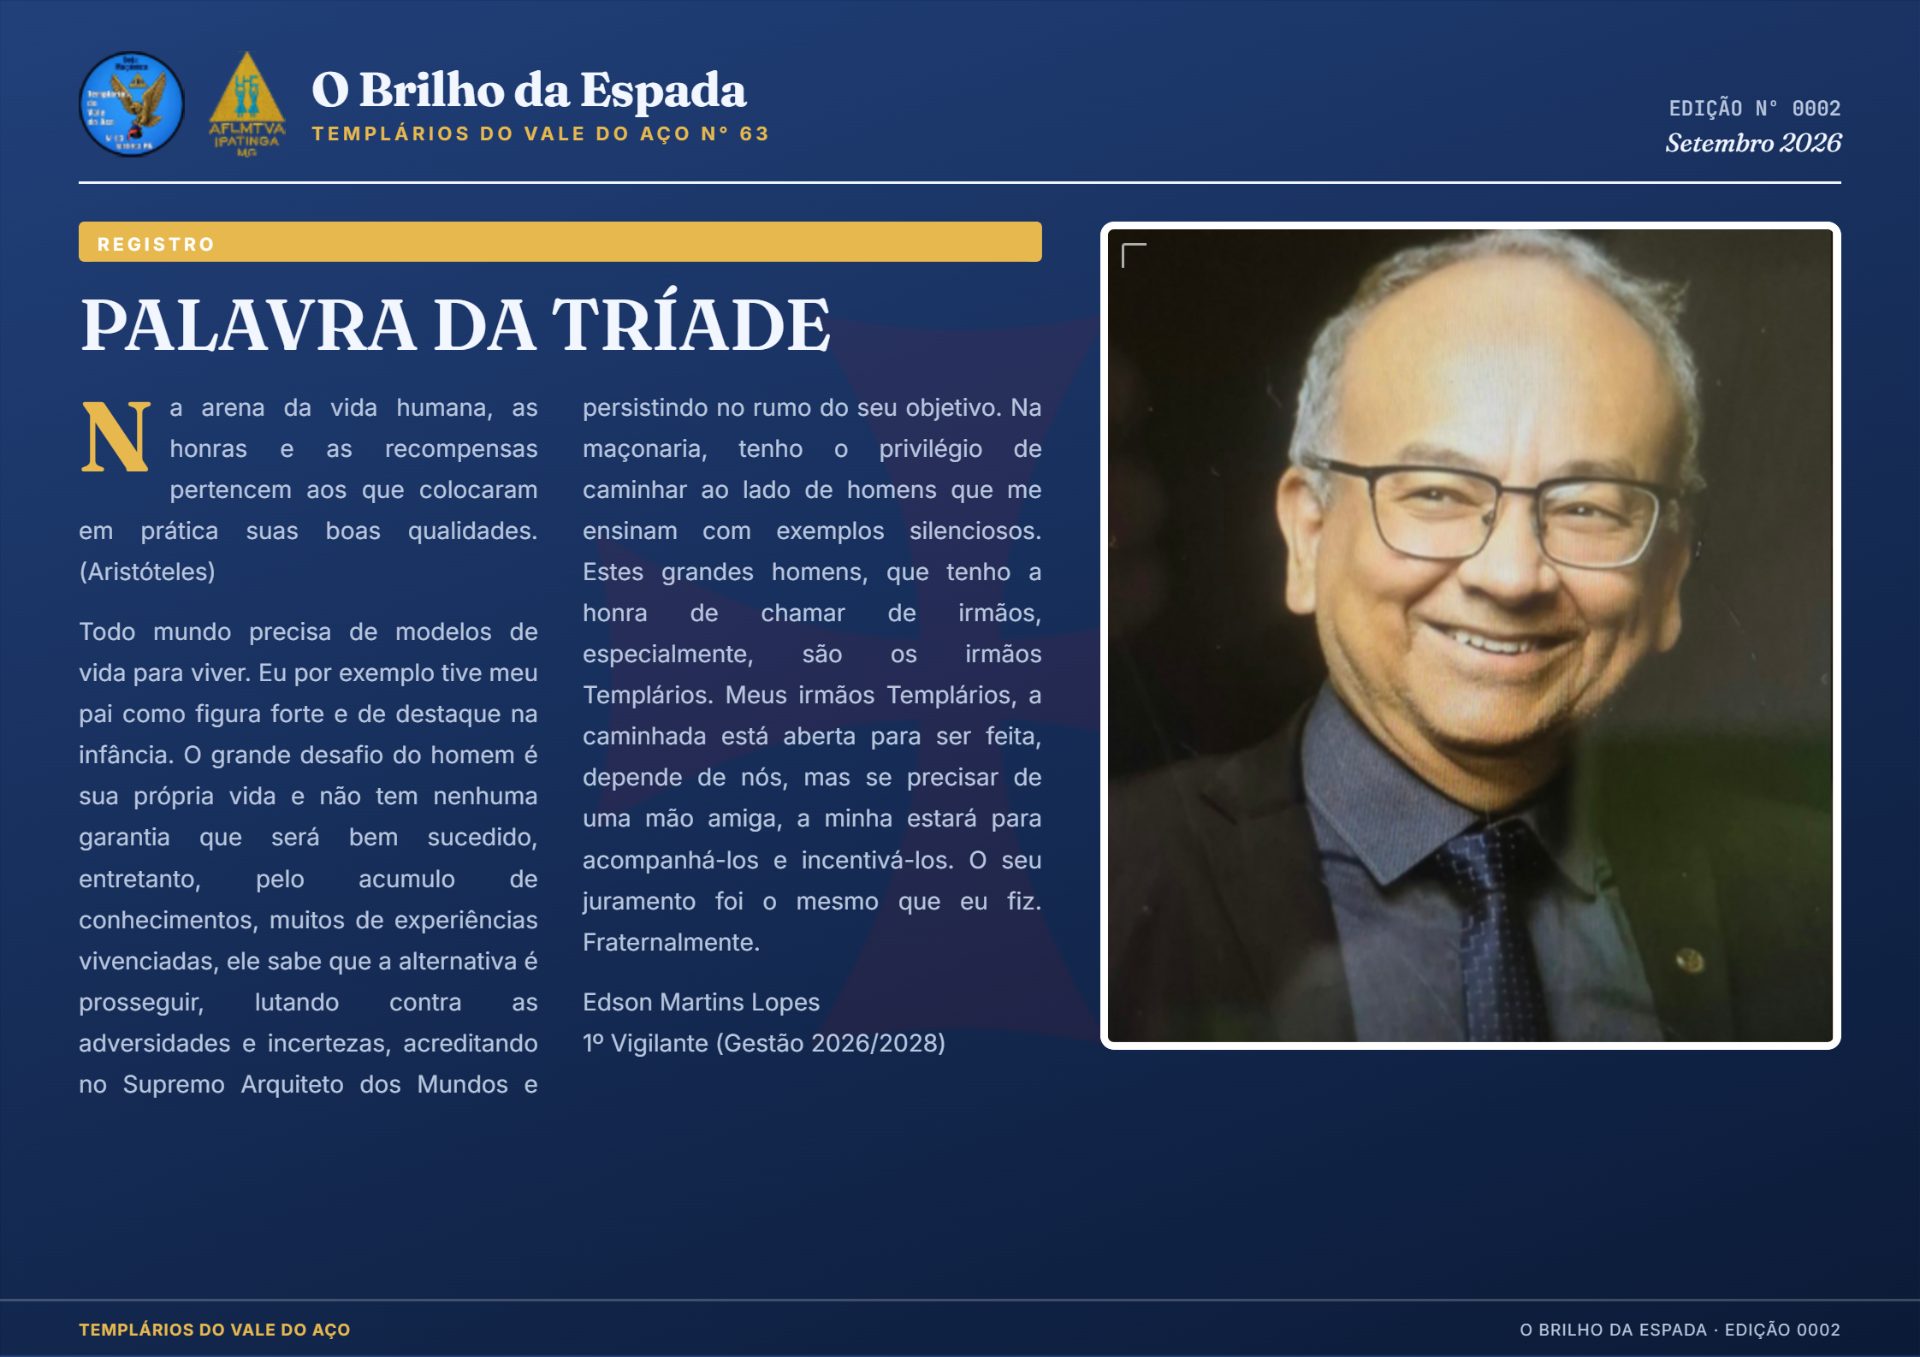 AFLMTVA
IPATINGA
MG
O Brilho da Espada
TEMPLÁRIOS DO VALE DO AÇO N° 63
EDIÇÃO N° 0002
Setembro 2026
REGISTRO
PALAVRA DA TRÍADE
Na arena da vida humana, as
honras e as recompensas
pertencem aos que colocaram
em prática suas boas qualidades.
(Aristóteles)
Todo mundo precisa de modelos de
vida para viver. Eu por exemplo tive meu
pai como figura forte e de destaque na
infância. O grande desafio do homem é
sua própria vida e não tem nenhuma
garantia que será bem sucedido,
entretanto, pelo acumulo de
conhecimentos, muitos de experiências
vivenciadas, ele sabe que a alternativa é
prosseguir, lutando contra as
adversidades e incertezas, acreditando
no Supremo Arquiteto dos Mundos e
persistindo no rumo do seu objetivo. Na
maçonaria, tenho o privilégio de
caminhar ao lado de homens que me
ensinam com exemplos silenciosos.
Estes grandes homens, que tenho a
honra de chamar de irmãos,
especialmente, são os irmãos
Templários. Meus irmãos Templários, a
caminhada está aberta para ser feita,
depende de nós, mas se precisar de
uma mão amiga, a minha estará para
acompanhá-los e incentivá-los. O seu
juramento foi o mesmo que eu fiz.
Fraternalmente.
Edson Martins Lopes
1º Vigilante (Gestão 2026/2028)
TEMPLÁRIOS DO VALE DO AÇO
O BRILHO DA ESPADA · EDIÇÃO 0002